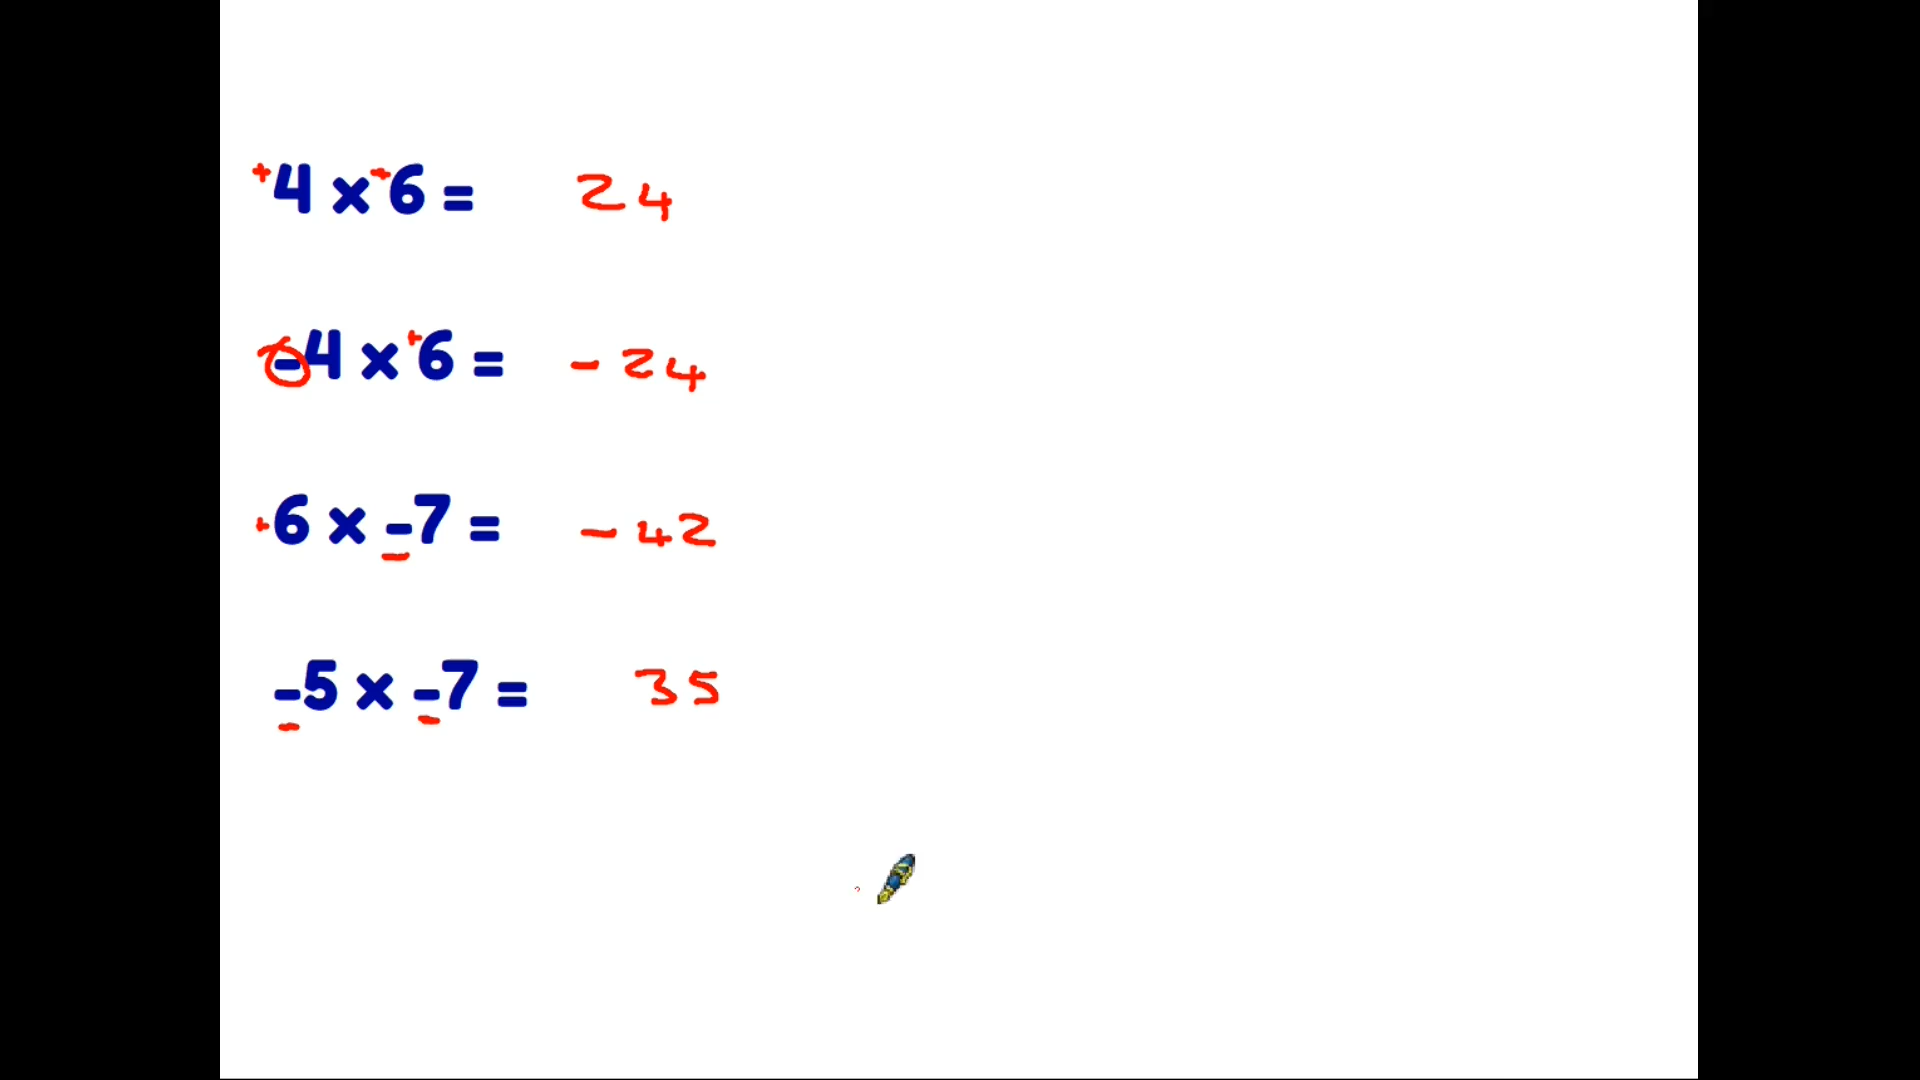 +4 x +6 = 24
-4 x +6 = - 24
+6 x -7 = - 42
-5 x -7 = 35